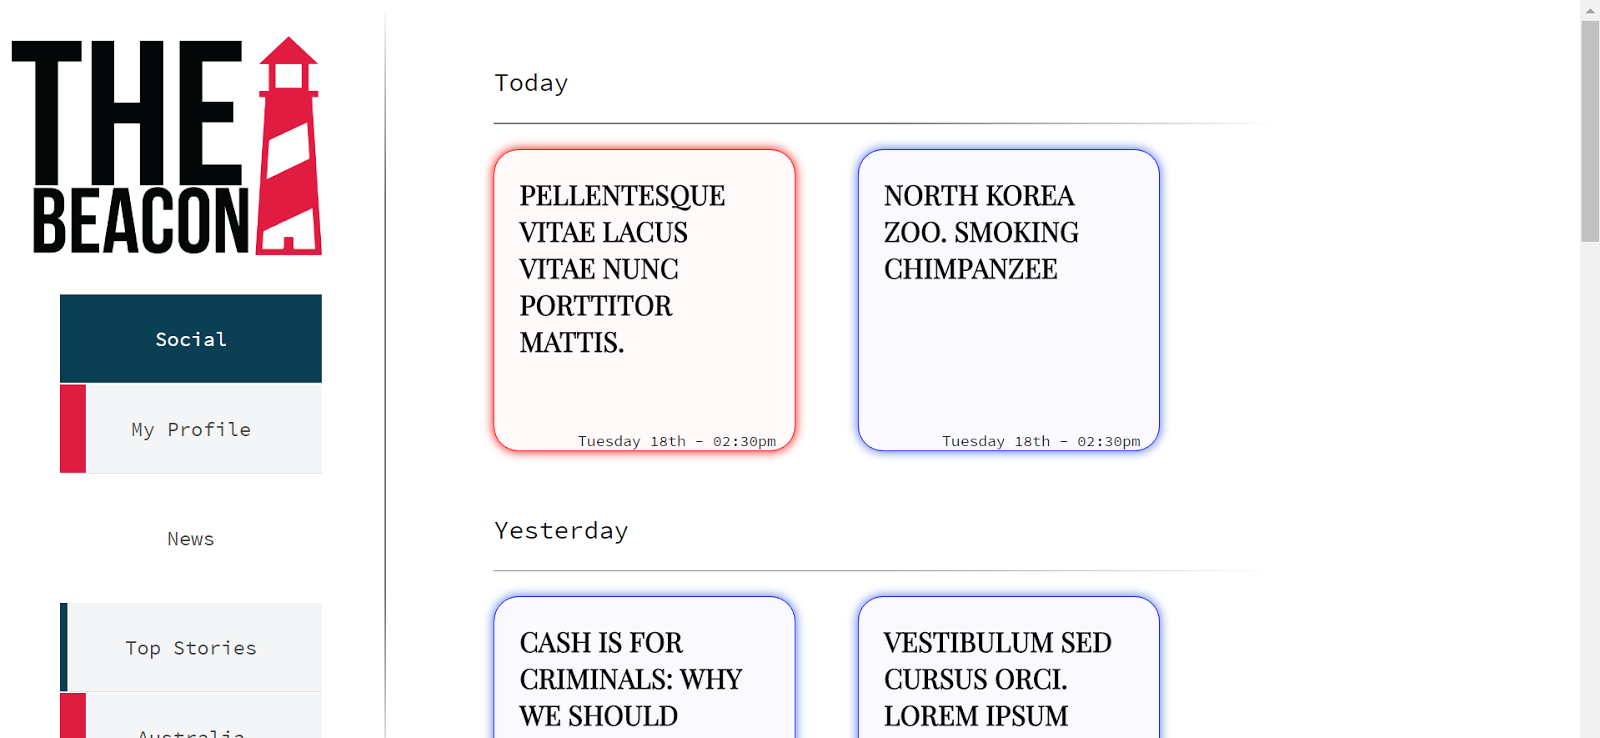 THE
BEACON
Social
My Profile
News
Top Stories
Australia
Today
PELLENTESQUE
VITAE LACUS
VITAE NUNC
PORTTITOR
MATTIS.
Tuesday 18th - 02:30pm
NORTH KOREA
ZOO. SMOKING
CHIMPANZEE
Tuesday 18th - 02:30pm
Yesterday
CASH IS FOR
CRIMINALS: WHY
WE SHOULD
VESTIBULUM SED
CURSUS ORCI.
LOREM IPSUM